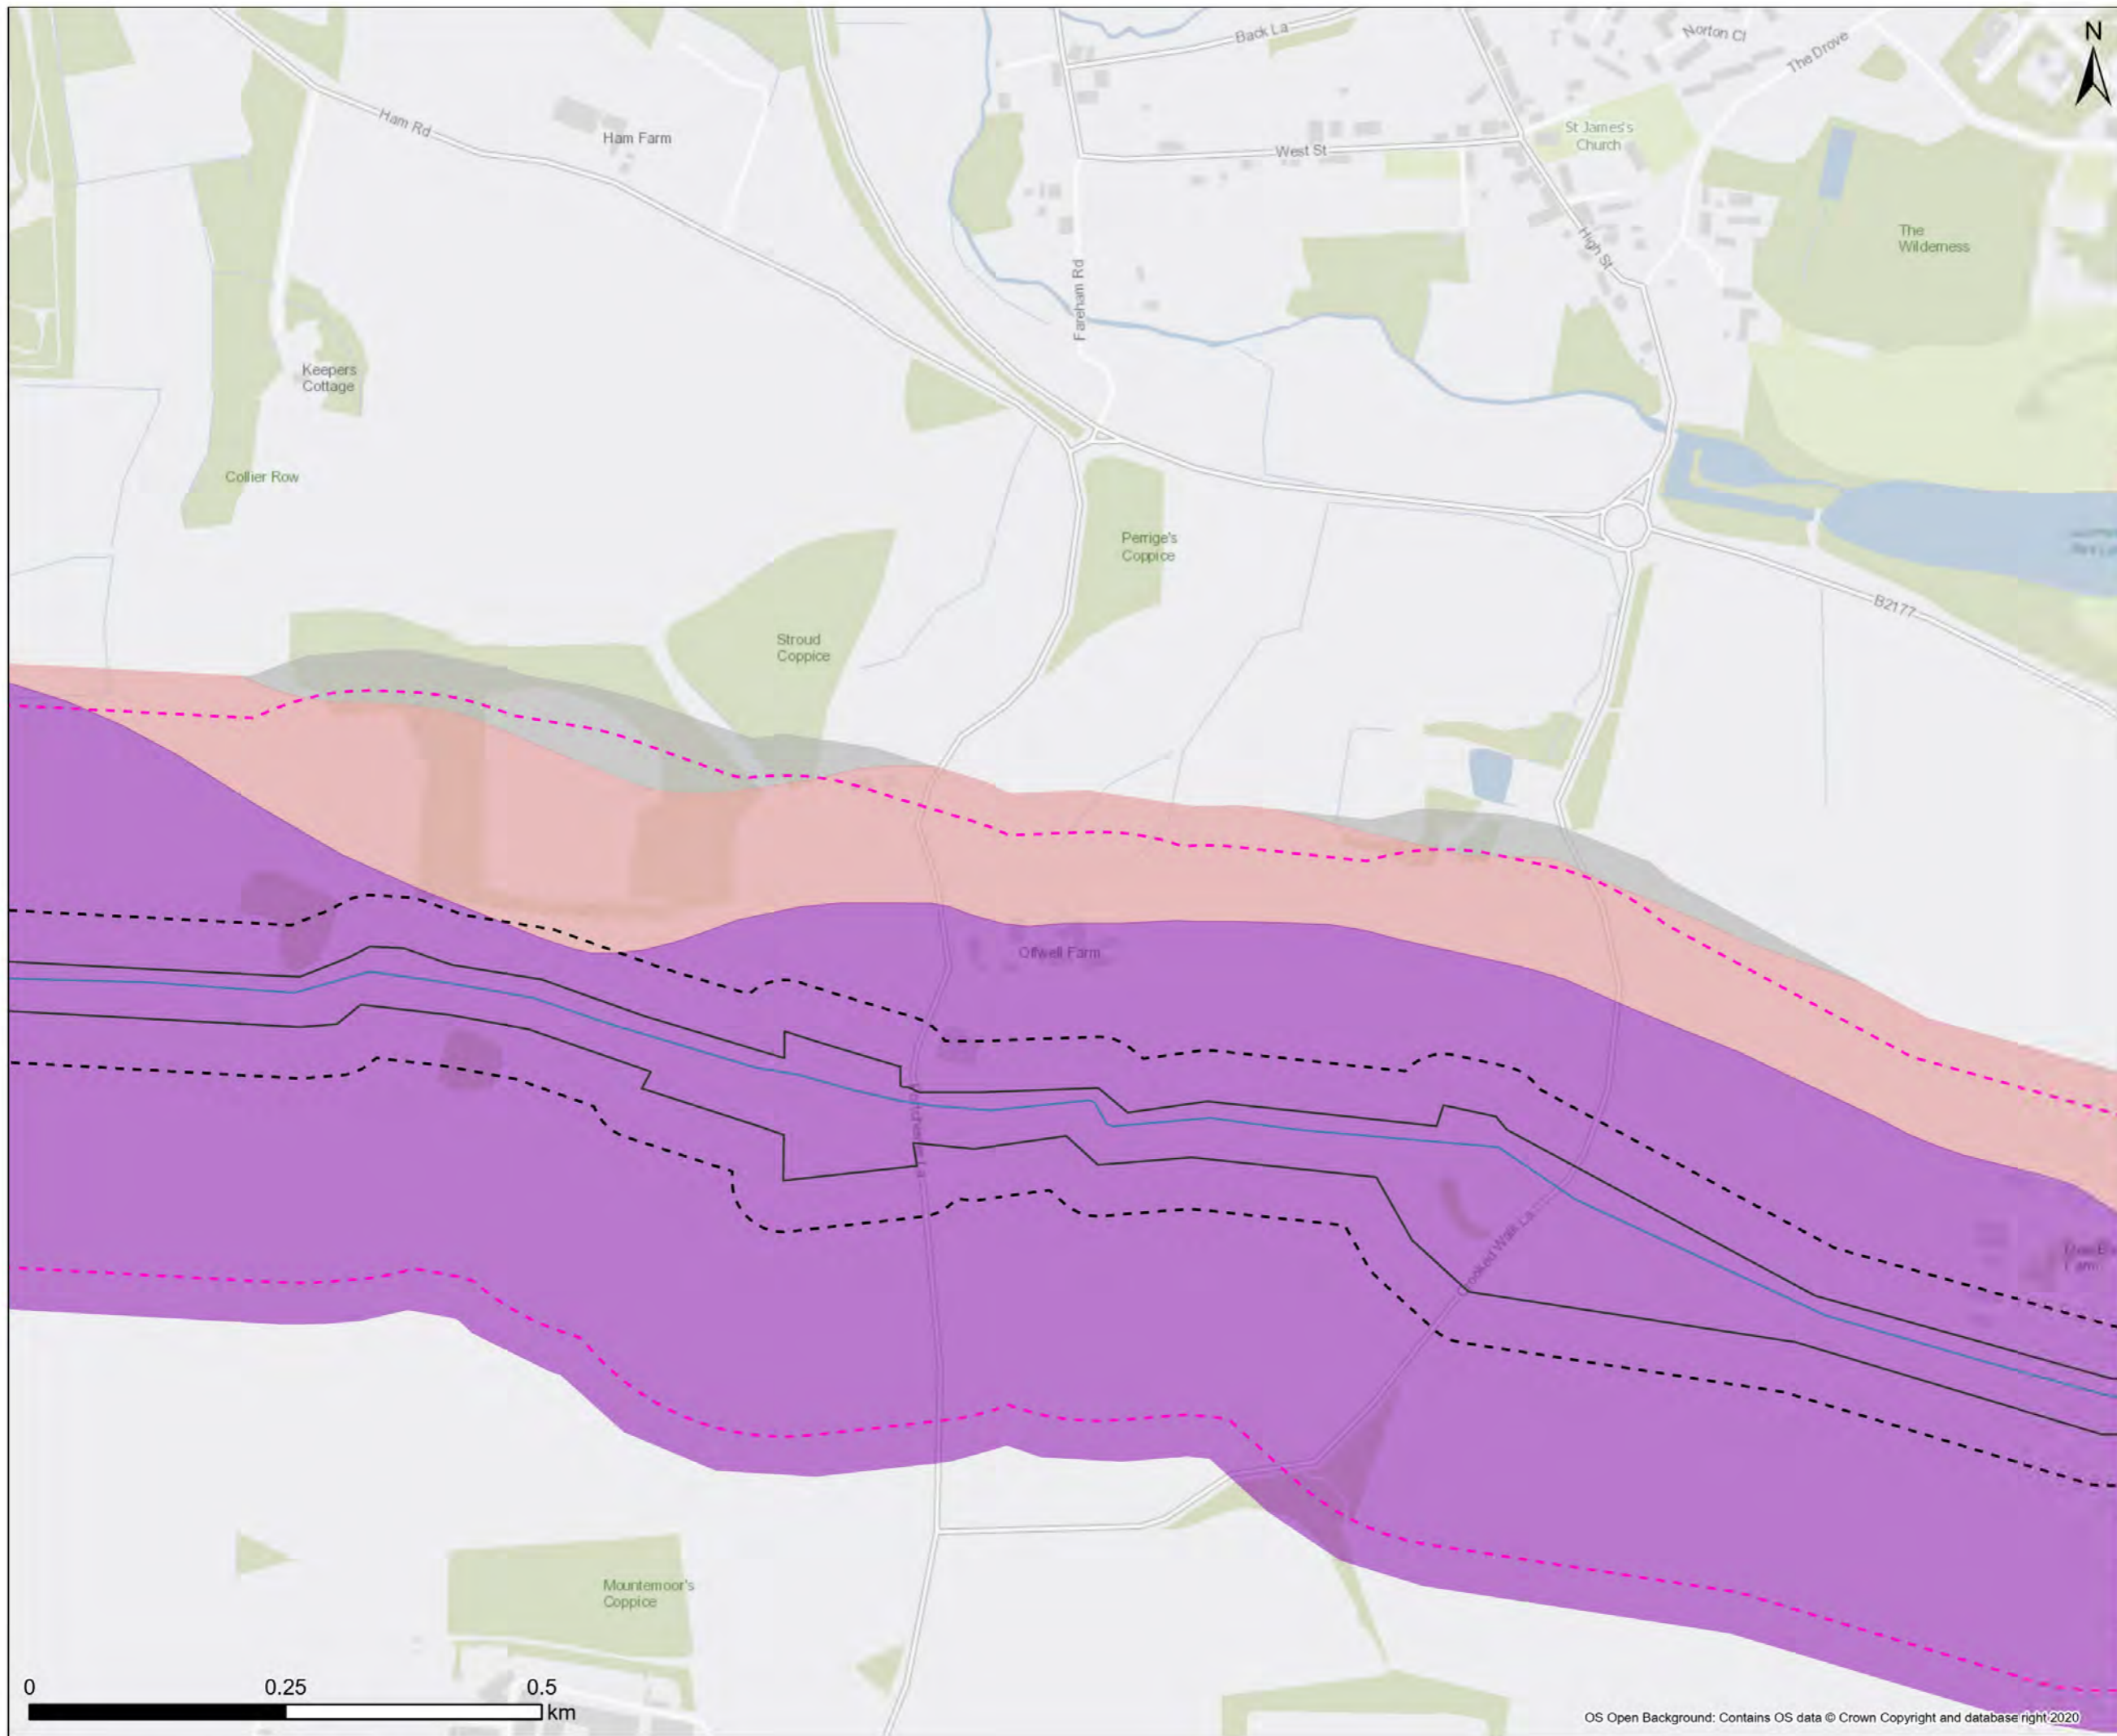 N
Back La
Norton Cl
The Drove
Ham Rd
Ham Farm
St James's
Church
West St
The
Wilderness
High St
Fareham Rd
Keepers
Cottage
Collier Row
Perrige's
Coppice
B2177
Stroud
Coppice
Offwell Farm
Crooked Walk La
Farm
Mountemoor's
Coppice
0 0.25 0.5
km
OS Open Background: Contains OS data © Crown Copyright and database right 2020